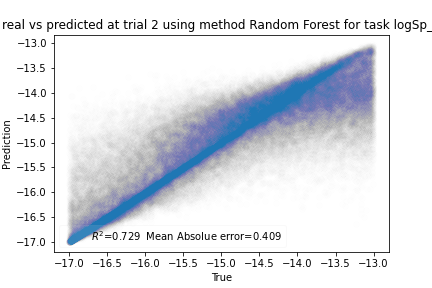 real vs predicted at trial 2 using method Random Forest for task logSp_
−13.0
−13.5
−14.0
−14.5
−15.0
−15.5
−16.0
−16.5
−17.0
Prediction
R²=0.729 Mean Absolue error=0.409
−17.0 −16.5 −16.0 −15.5 −15.0 −14.5 −14.0 −13.5 −13.0
True